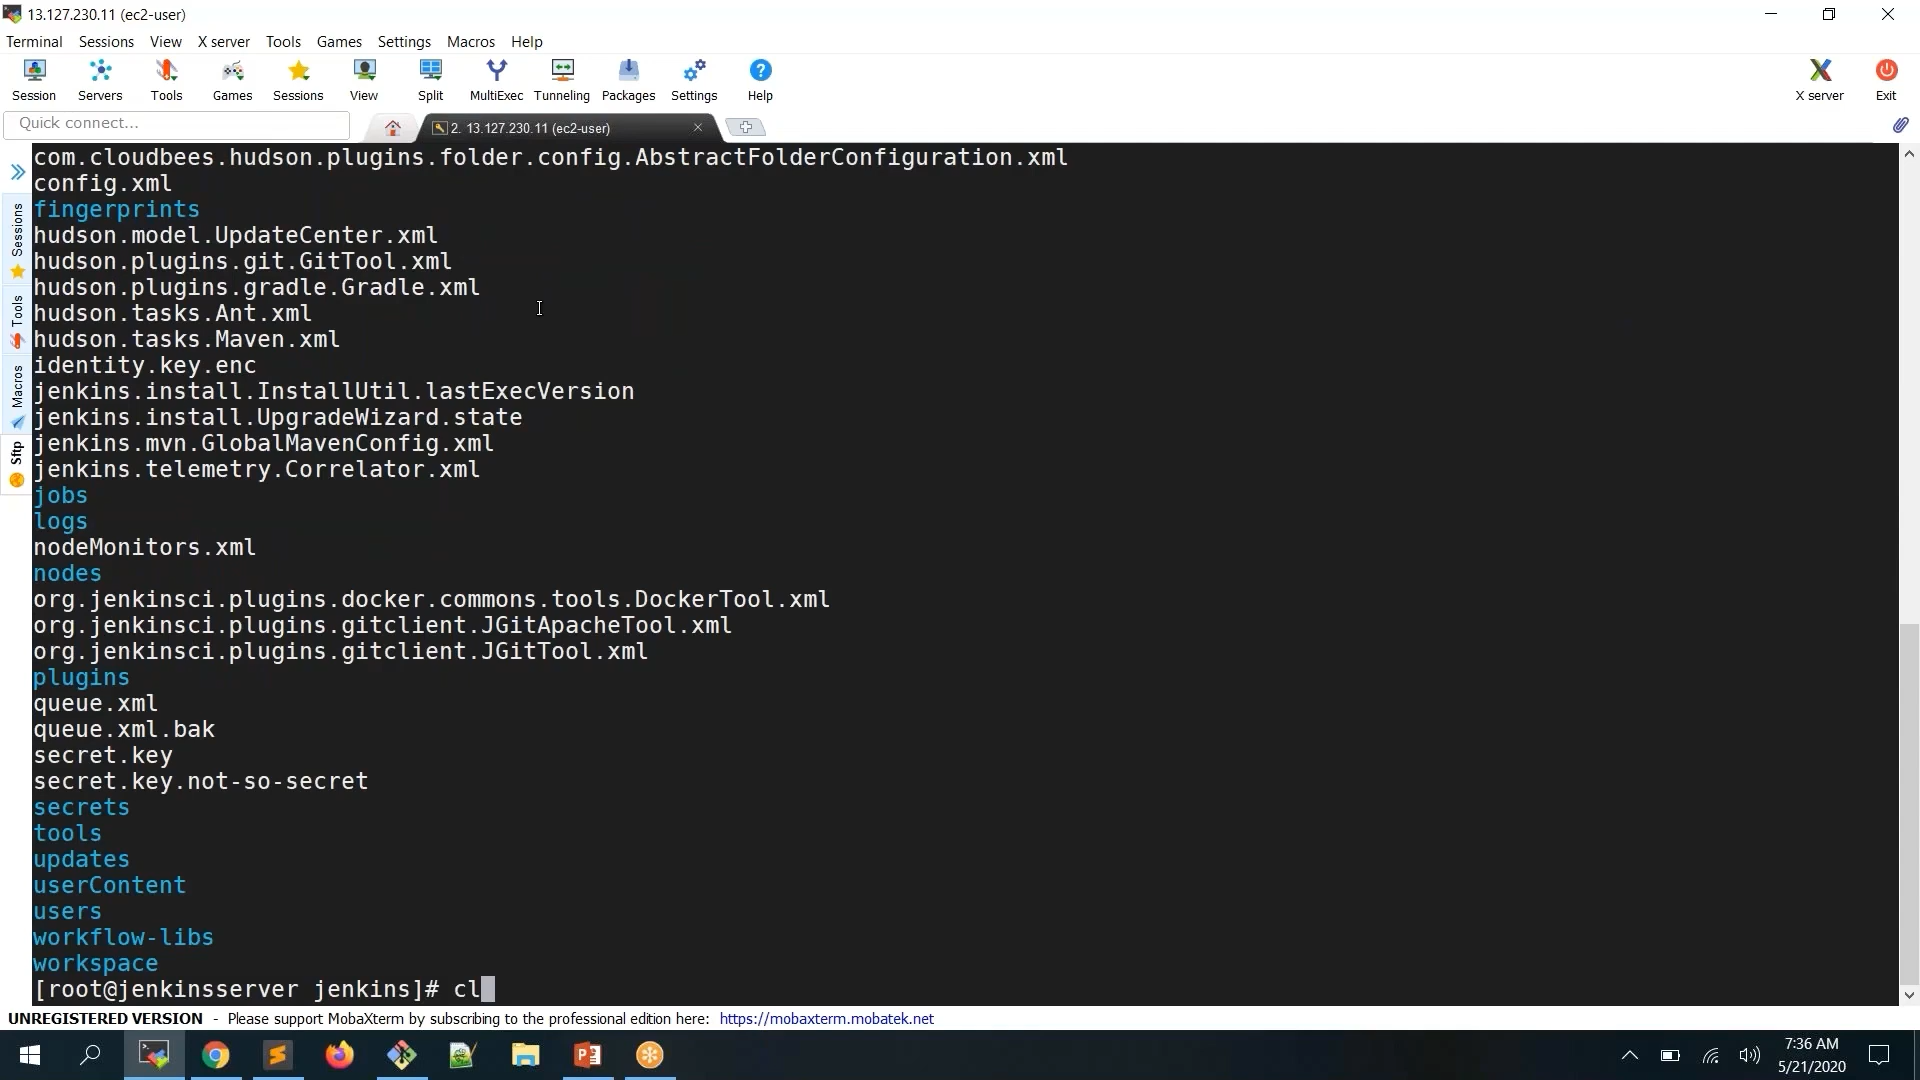 13.127.230.11 (ec2-user)
Terminal Sessions View X server Tools Games Settings Macros Help
Session Servers Tools Games Sessions View Split MultiExec Tunneling Packages Settings Help X server Exit
Quick connect...
2. 13.127.230.11 (ec2-user)
Sessions
Tools
Macros
Sftp
com.cloudbees.hudson.plugins.folder.config.AbstractFolderConfiguration.xml
config.xml
fingerprints
hudson.model.UpdateCenter.xml
hudson.plugins.git.GitTool.xml
hudson.plugins.gradle.Gradle.xml
hudson.tasks.Ant.xml
hudson.tasks.Maven.xml
identity.key.enc
jenkins.install.InstallUtil.lastExecVersion
jenkins.install.UpgradeWizard.state
jenkins.mvn.GlobalMavenConfig.xml
jenkins.telemetry.Correlator.xml
jobs
logs
nodeMonitors.xml
nodes
org.jenkinsci.plugins.docker.commons.tools.DockerTool.xml
org.jenkinsci.plugins.gitclient.JGitApacheTool.xml
org.jenkinsci.plugins.gitclient.JGitTool.xml
plugins
queue.xml
queue.xml.bak
secret.key
secret.key.not-so-secret
secrets
tools
updates
userContent
users
workflow-libs
workspace
[root@jenkinsserver jenkins]# cl
UNREGISTERED VERSION - Please support MobaXterm by subscribing to the professional edition here: https://mobaxterm.mobatek.net
7:36 AM
5/21/2020